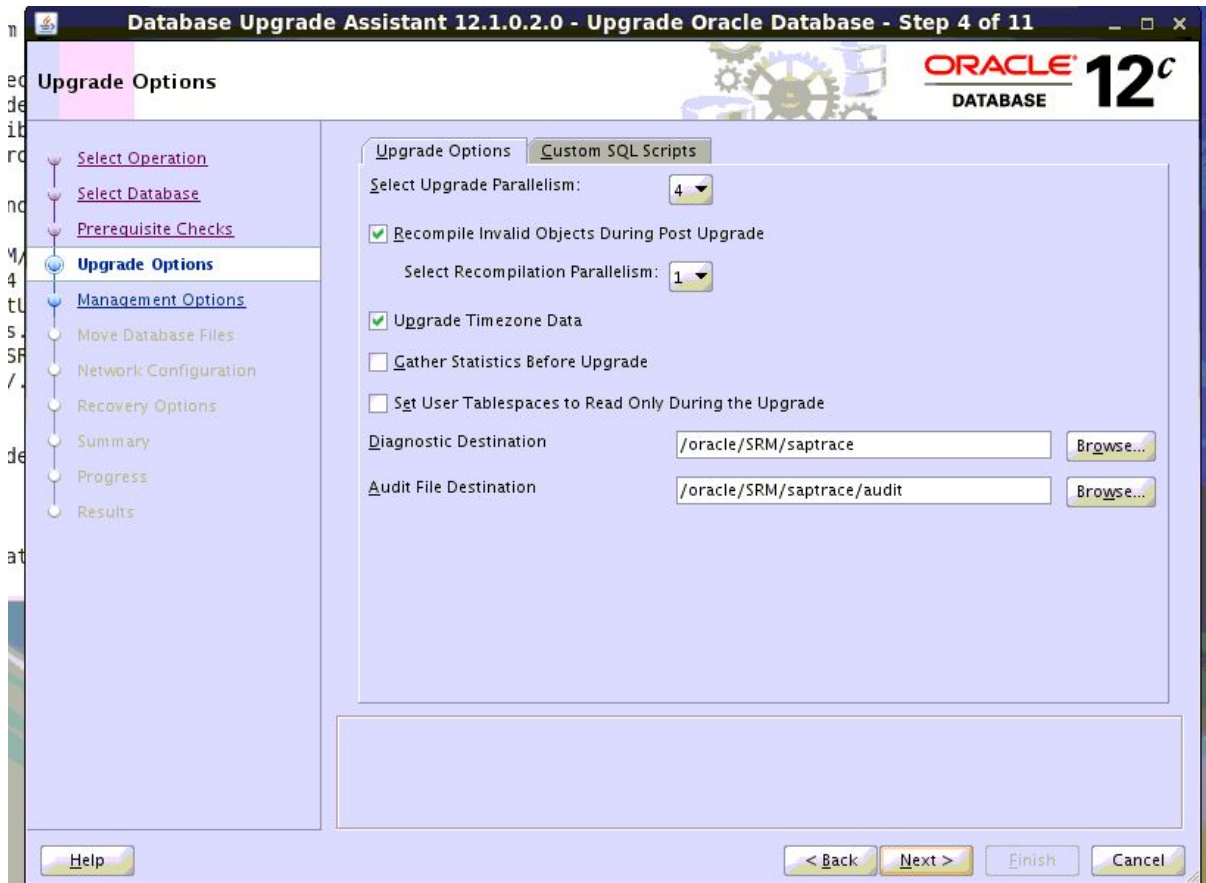 Database Upgrade Assistant 12.1.0.2.0 - Upgrade Oracle Database - Step 4 of 11
Upgrade Options
ORACLE
DATABASE
12c
Select Operation
Select Database
Prerequisite Checks
Upgrade Options
Management Options
Move Database Files
Network Configuration
Recovery Options
Summary
Progress
Results
Upgrade Options Custom SQL Scripts
Select Upgrade Parallelism: 4
Recompile Invalid Objects During Post Upgrade
Select Recompilation Parallelism: 1
Upgrade Timezone Data
Gather Statistics Before Upgrade
Set User Tablespaces to Read Only During the Upgrade
Diagnostic Destination /oracle/SRM/saptrace Browse...
Audit File Destination /oracle/SRM/saptrace/audit Browse...
Help < Back Next > Finish Cancel